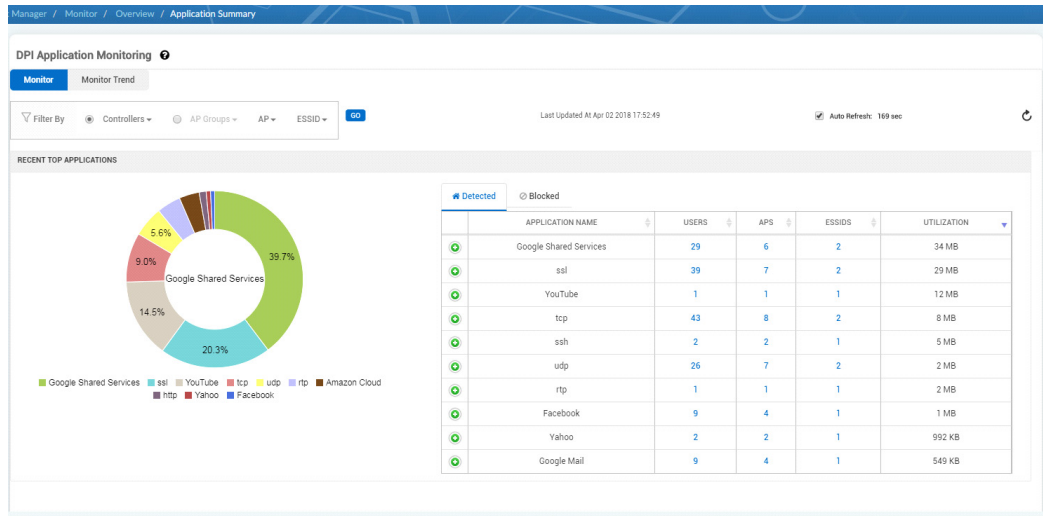 Manager / Monitor / Overview / Application Summary
DPI Application Monitoring ?
Monitor Monitor Trend
Filter By Controllers AP Groups AP ESSID GO Last Updated At Apr 02 2018 17:52:49 Auto Refresh: 169 sec
RECENT TOP APPLICATIONS
39.7%
20.3%
14.5%
9.0%
5.6%
Google Shared Services
Google Shared Services ssl YouTube tcp udp rtp Amazon Cloud
http Yahoo Facebook
Detected Blocked
APPLICATION NAME USERS APS ESSIDS UTILIZATION
Google Shared Services 29 6 2 34 MB
ssl 39 7 2 29 MB
YouTube 1 1 1 12 MB
tcp 43 8 2 8 MB
ssh 2 2 1 5 MB
udp 26 7 2 2 MB
rtp 1 1 1 2 MB
Facebook 9 4 1 1 MB
Yahoo 2 2 1 992 KB
Google Mail 9 4 1 549 KB